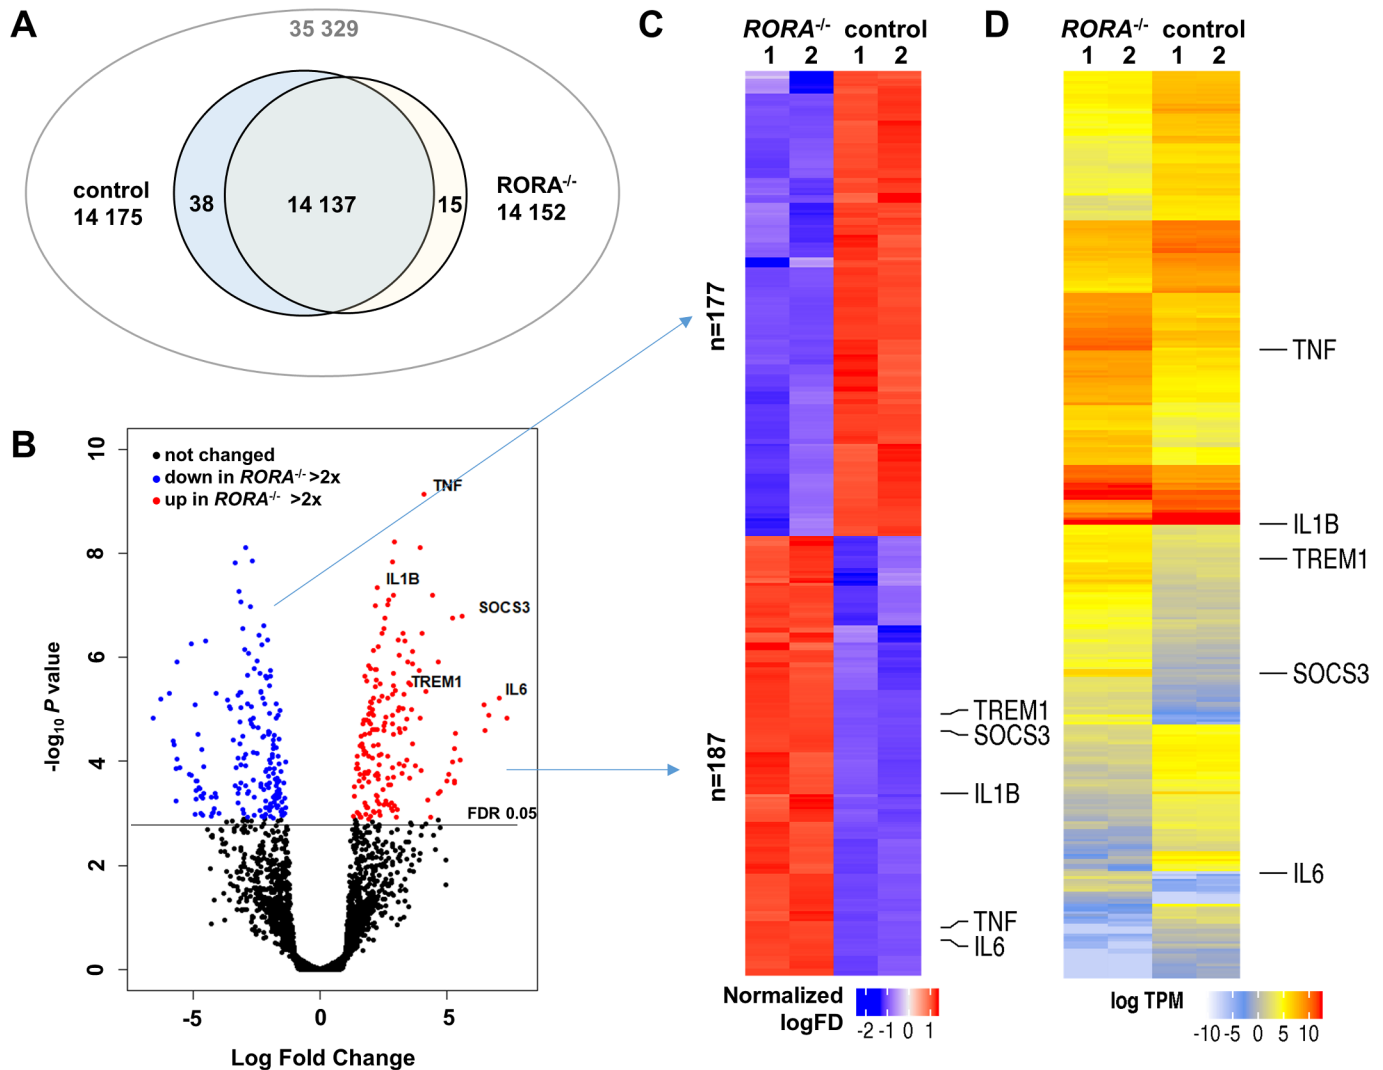 A
35 329
control
14 175
38
14 137
15
RORA-/-
14 152
B
not changed
down in RORA-/- >2x
up in RORA-/- >2x
TNF
IL1B
SOCS3
TREM1
IL6
FDR 0.05
-log10 P value
10
8
6
4
2
0
-5 0 5
Log Fold Change
C
RORA-/- control
1 2 1 2
n=177
n=187
TREM1
SOCS3
IL1B
TNF
IL6
Normalized
logFD
-2 -1 0 1
D
RORA-/- control
1 2 1 2
TNF
IL1B
TREM1
SOCS3
IL6
log TPM
-10 -5 0 5 10